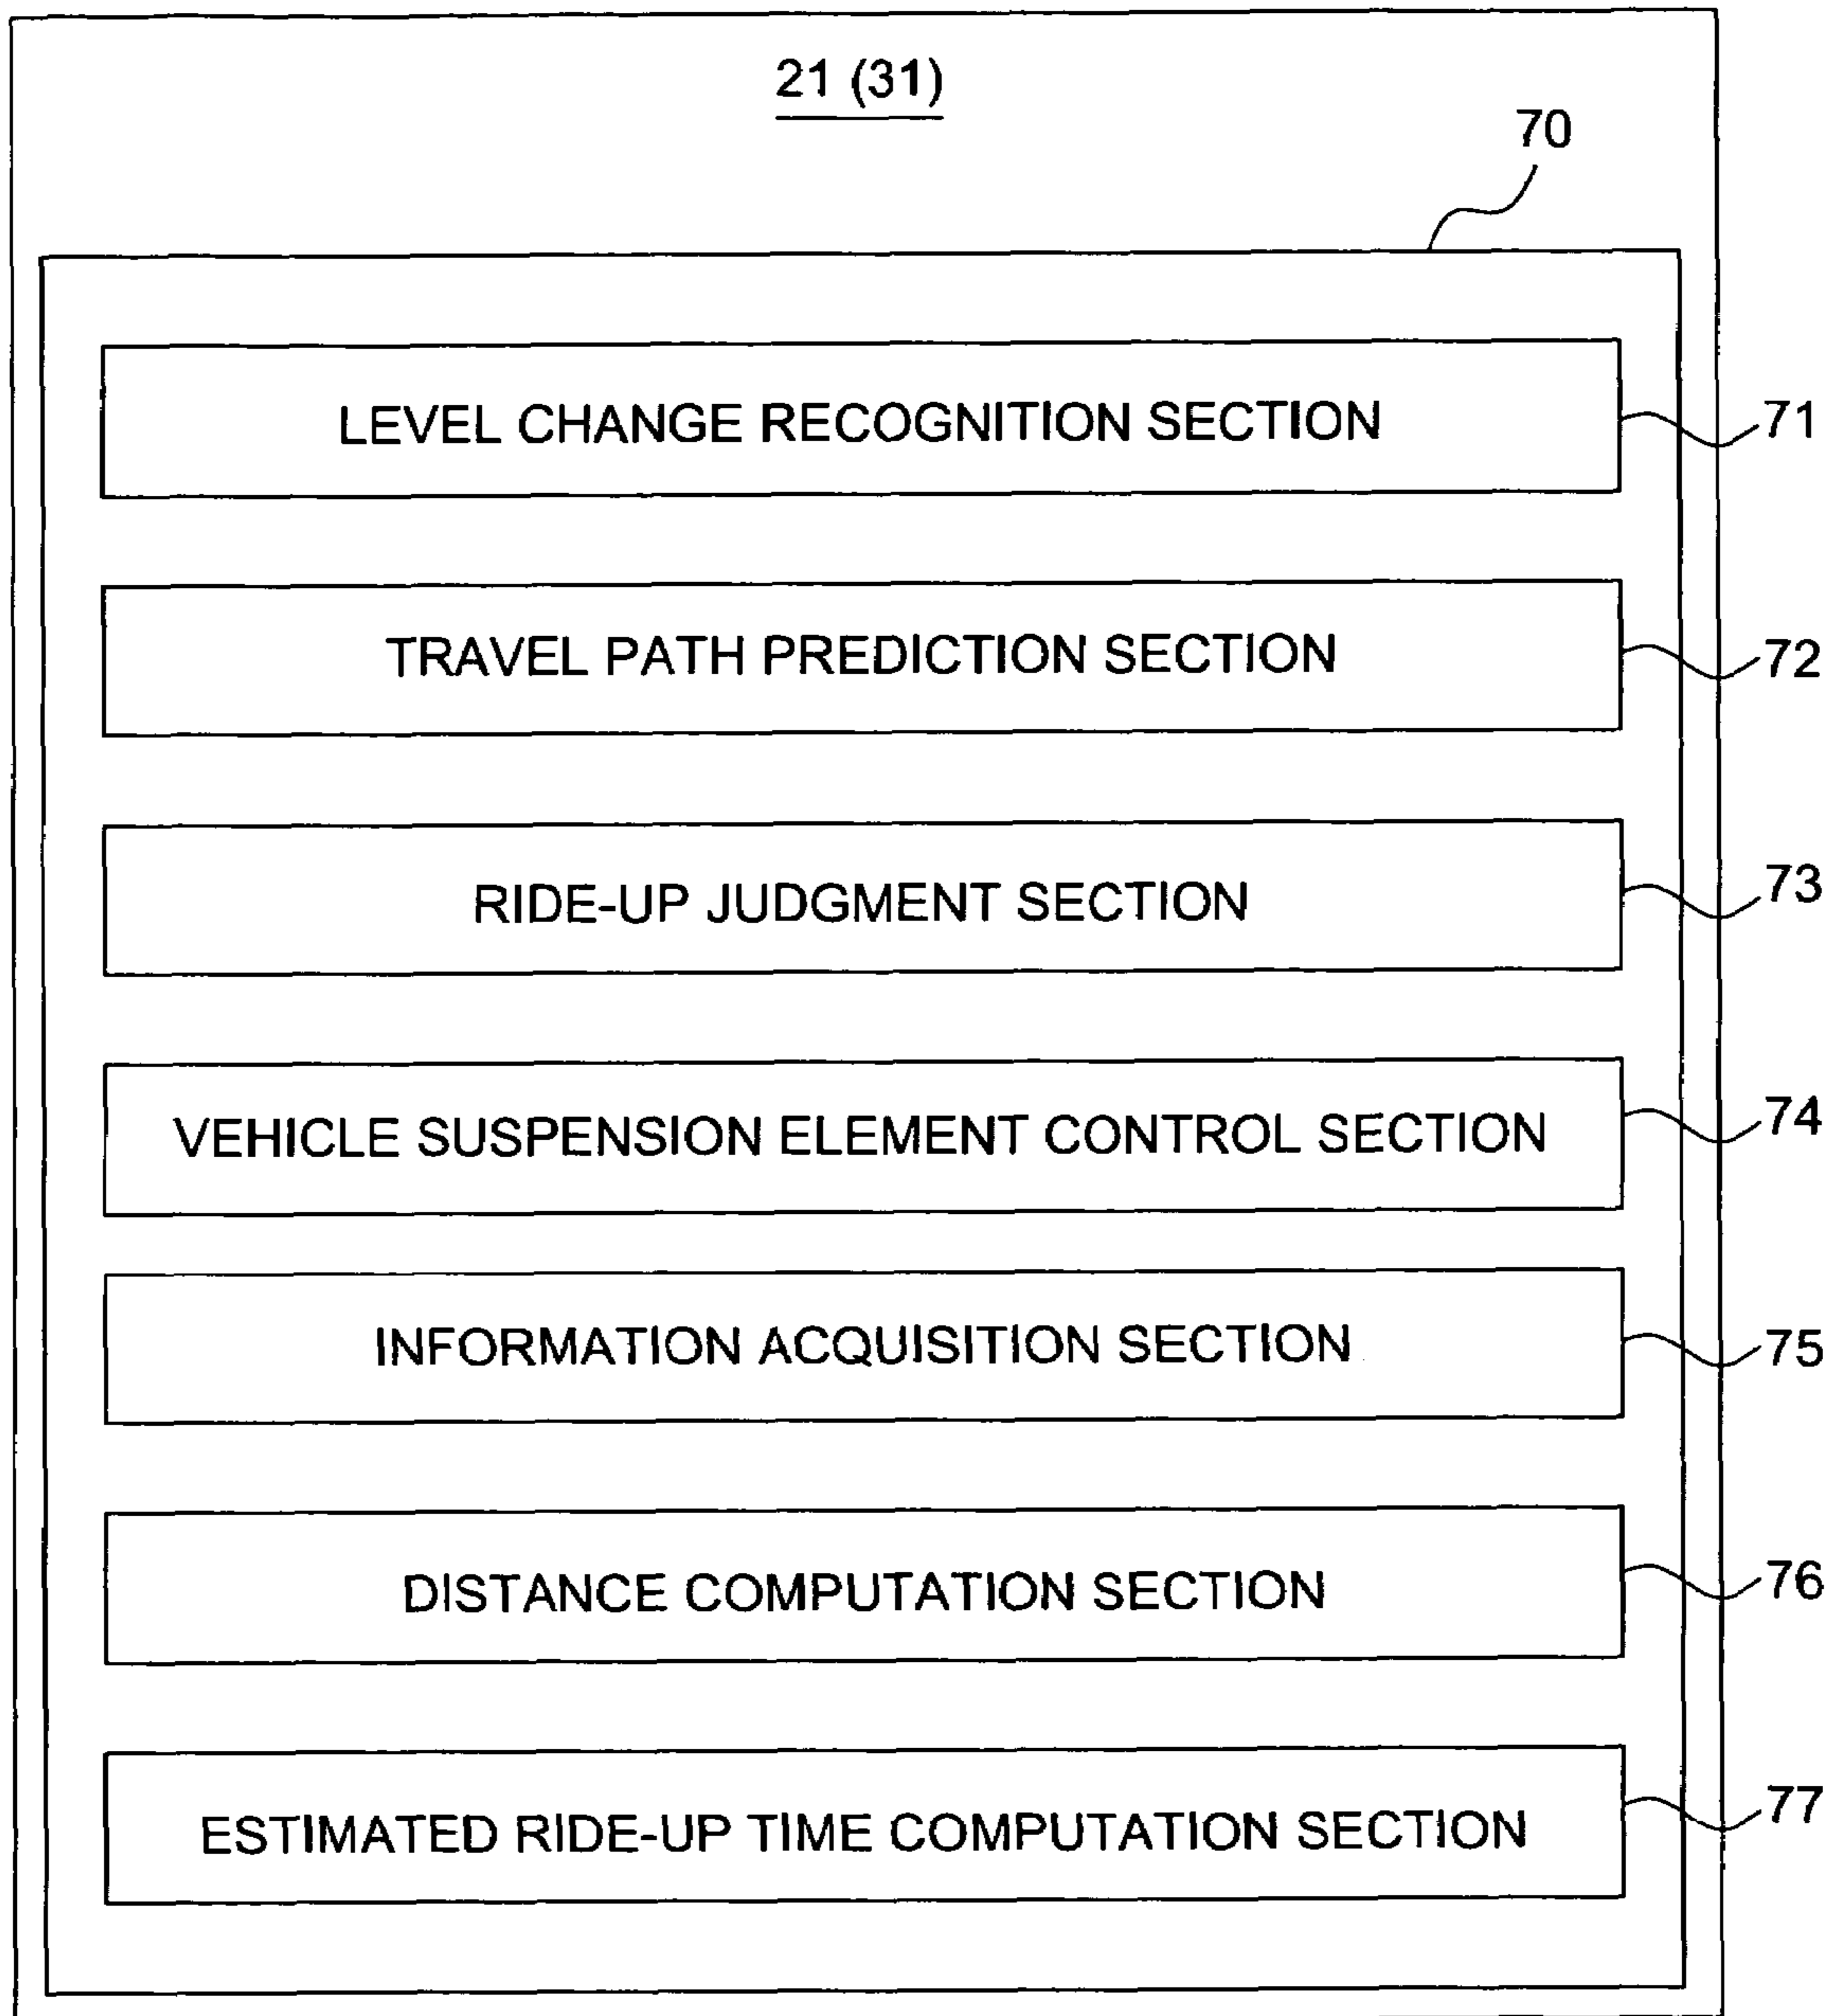 21 (31)
70
LEVEL CHANGE RECOGNITION SECTION
71
TRAVEL PATH PREDICTION SECTION
72
RIDE-UP JUDGMENT SECTION
73
VEHICLE SUSPENSION ELEMENT CONTROL SECTION
74
INFORMATION ACQUISITION SECTION
75
DISTANCE COMPUTATION SECTION
76
ESTIMATED RIDE-UP TIME COMPUTATION SECTION
77